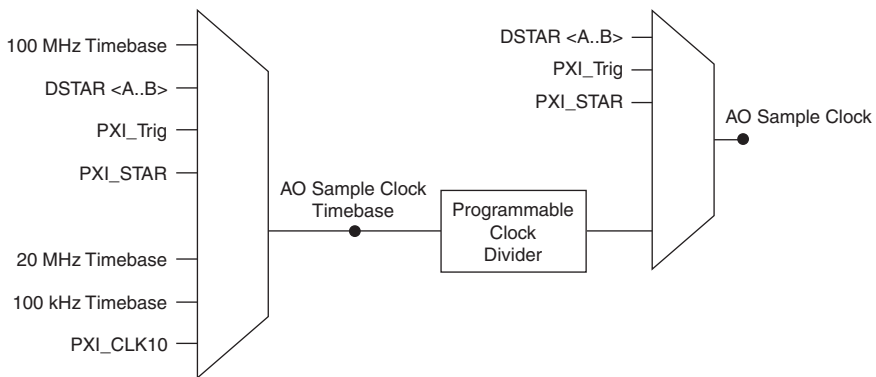 100 MHz Timebase
DSTAR <A..B>
PXI_Trig
PXI_STAR
20 MHz Timebase
100 kHz Timebase
PXI_CLK10
AO Sample Clock
Timebase
Programmable
Clock
Divider
DSTAR <A..B>
PXI_Trig
PXI_STAR
AO Sample Clock